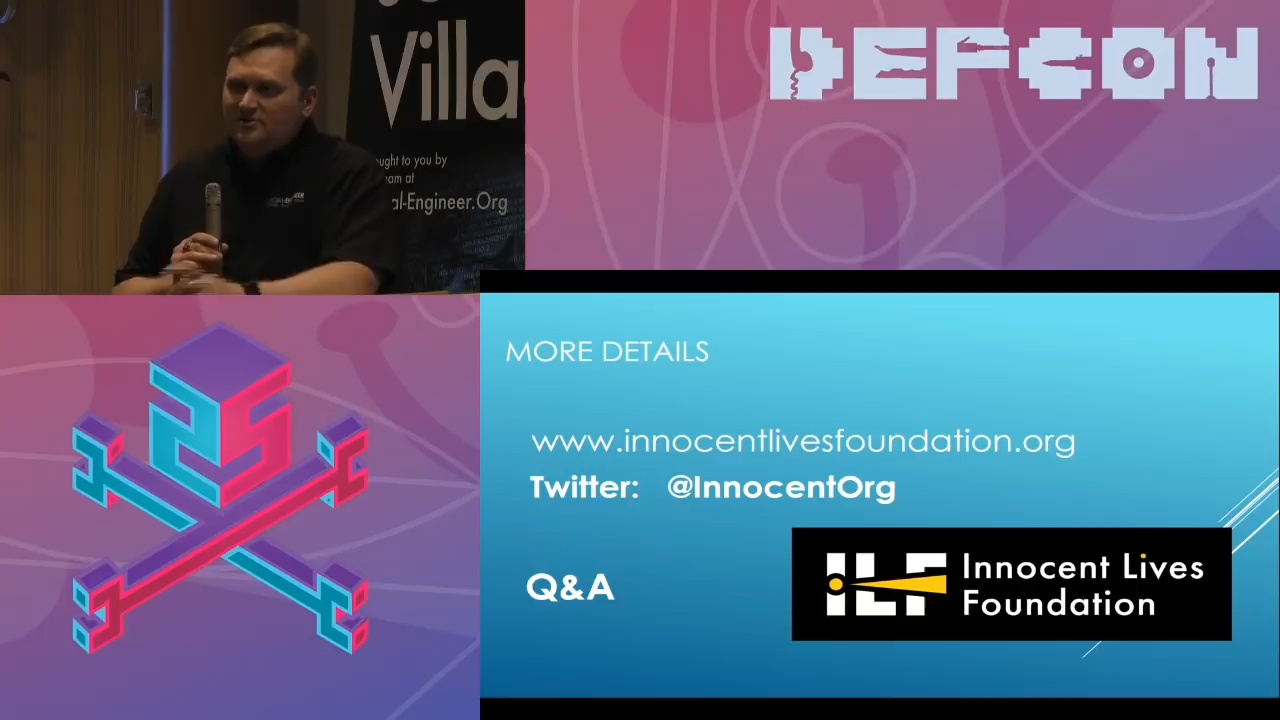 Villa
ught to you by
eam at
al-Engineer.Org
DEFCON
MORE DETAILS
www.innocentlivesfoundation.org
Twitter: @InnocentOrg
Q&A
ILF Innocent Lives
Foundation